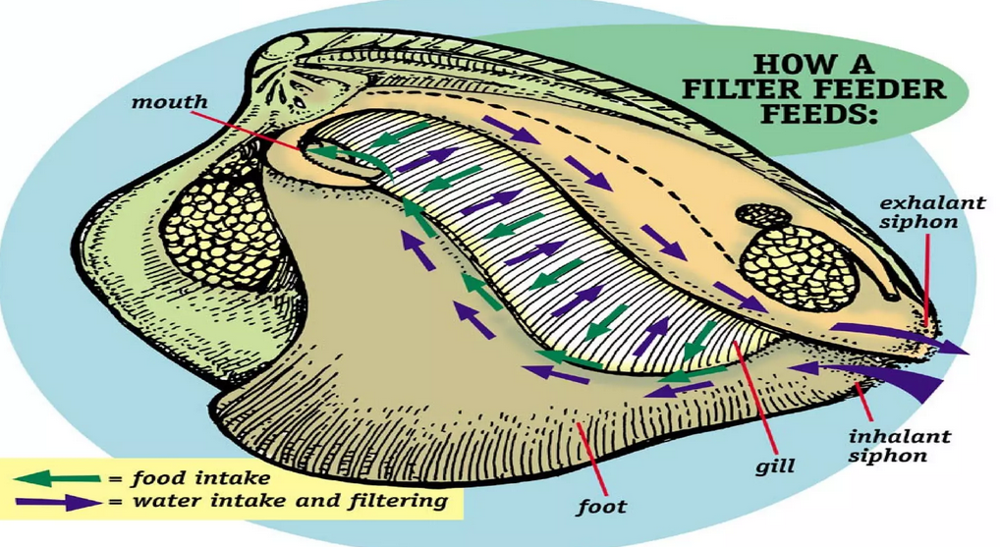 HOW A
FILTER FEEDER
FEEDS:
mouth
exhalant
siphon
inhalant
siphon
gill
foot
= food intake
= water intake and filtering